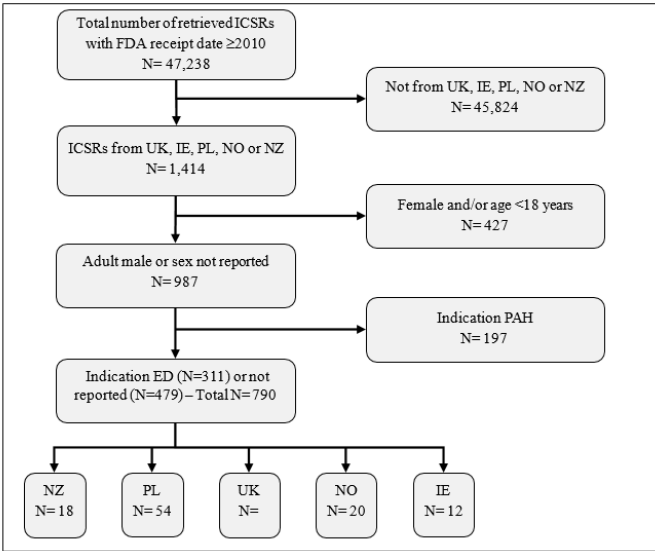 Total number of retrieved ICSRs
with FDA receipt date ≥2010
N= 47,238
Not from UK, IE, PL, NO or NZ
N= 45,824
ICSRs from UK, IE, PL, NO or NZ
N= 1,414
Female and/or age <18 years
N= 427
Adult male or sex not reported
N= 987
Indication PAH
N= 197
Indication ED (N=311) or not
reported (N=479) – Total N= 790
NZ
N= 18
PL
N= 54
UK
N=
NO
N= 20
IE
N= 12